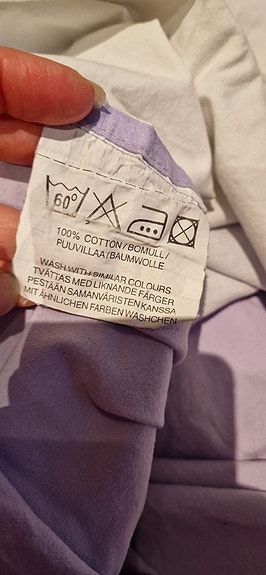 60°
100% COTTON/BOMULL/
PUUVILLAA/BAUMWOLLE
WASH WITH SIMILAR COLOURS
TVÄTTAS MED LIKNANDE FÄRGER
PESTÄÄN SAMANVÄRISTEN KANSSA
MIT ÄHNLICHEN FARBEN WASHCHEN